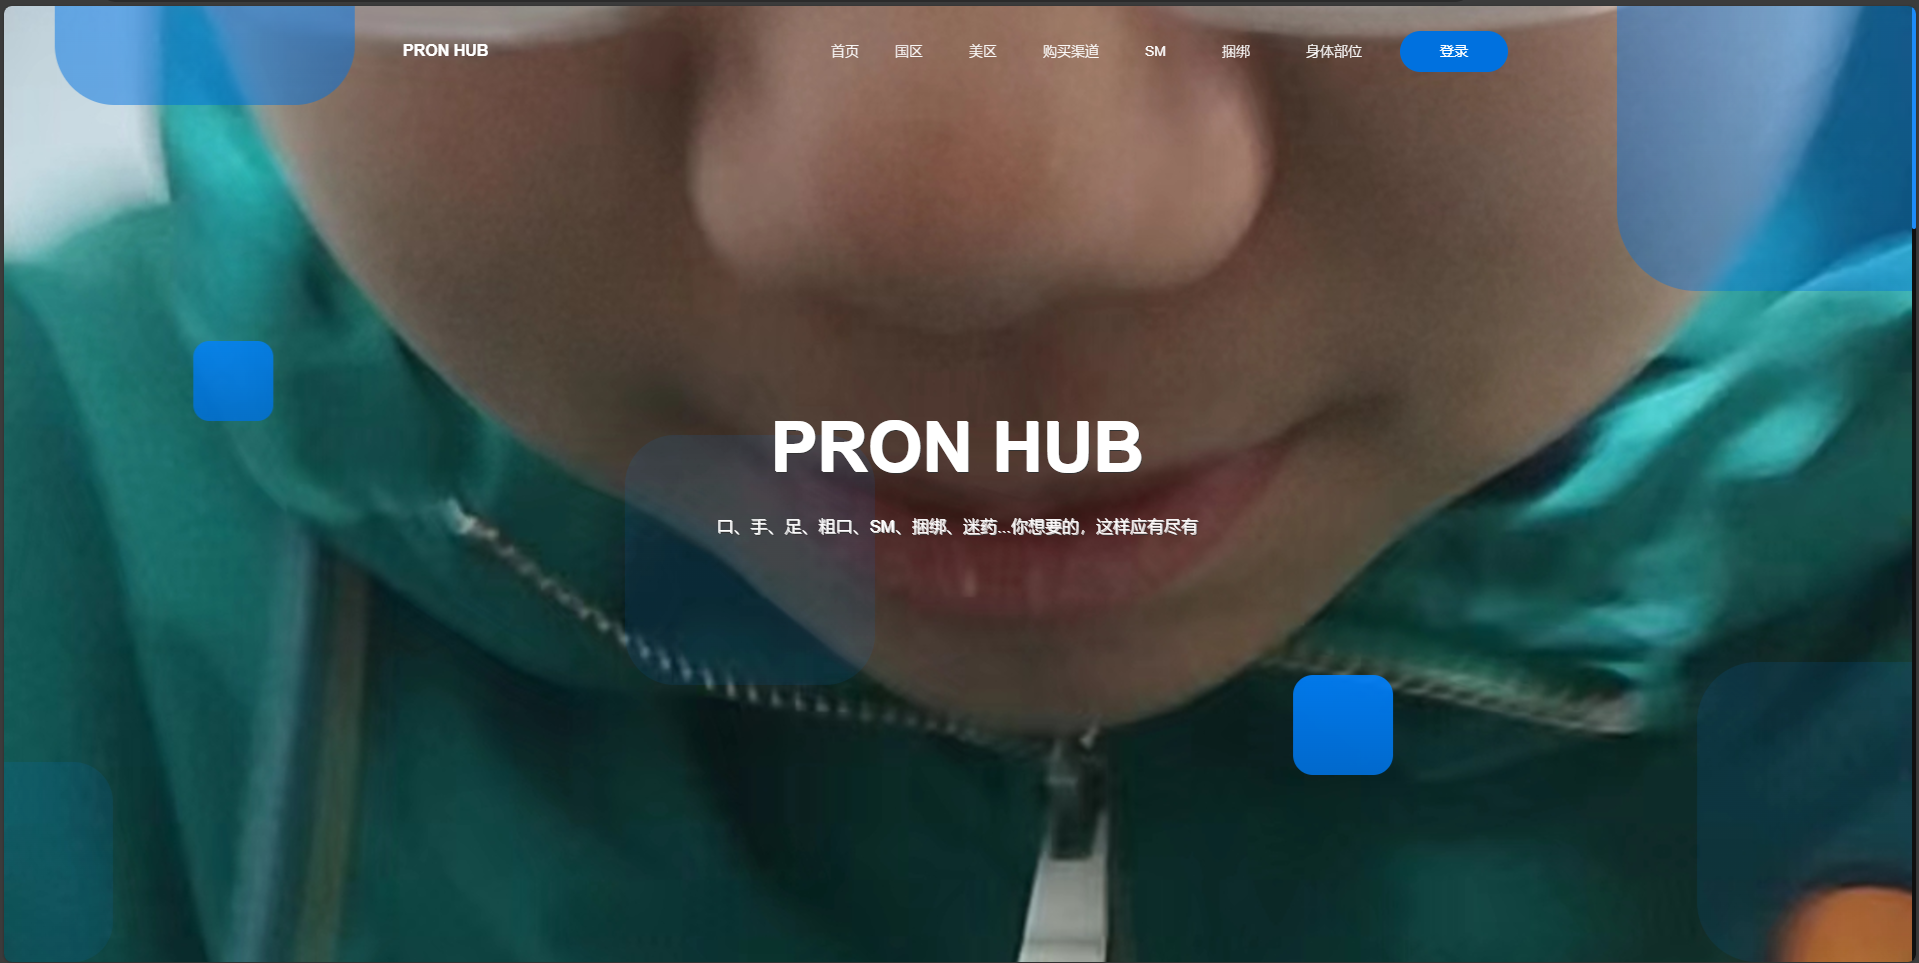 PRON HUB
首页 国区 美区 购买渠道 SM 捆绑 身体部位 登录
PRON HUB
口、手、足、粗口、SM、捆绑、迷药...你想要的，这样应有尽有